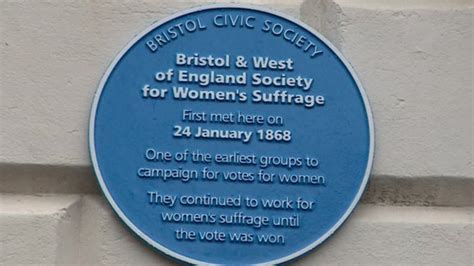 BRISTOL CIVIC SOCIETY
Bristol & West
of England Society
for Women's Suffrage
First met here on
24 January 1868
One of the earliest groups to
campaign for votes for women
They continued to work for
women's suffrage until
the vote was won